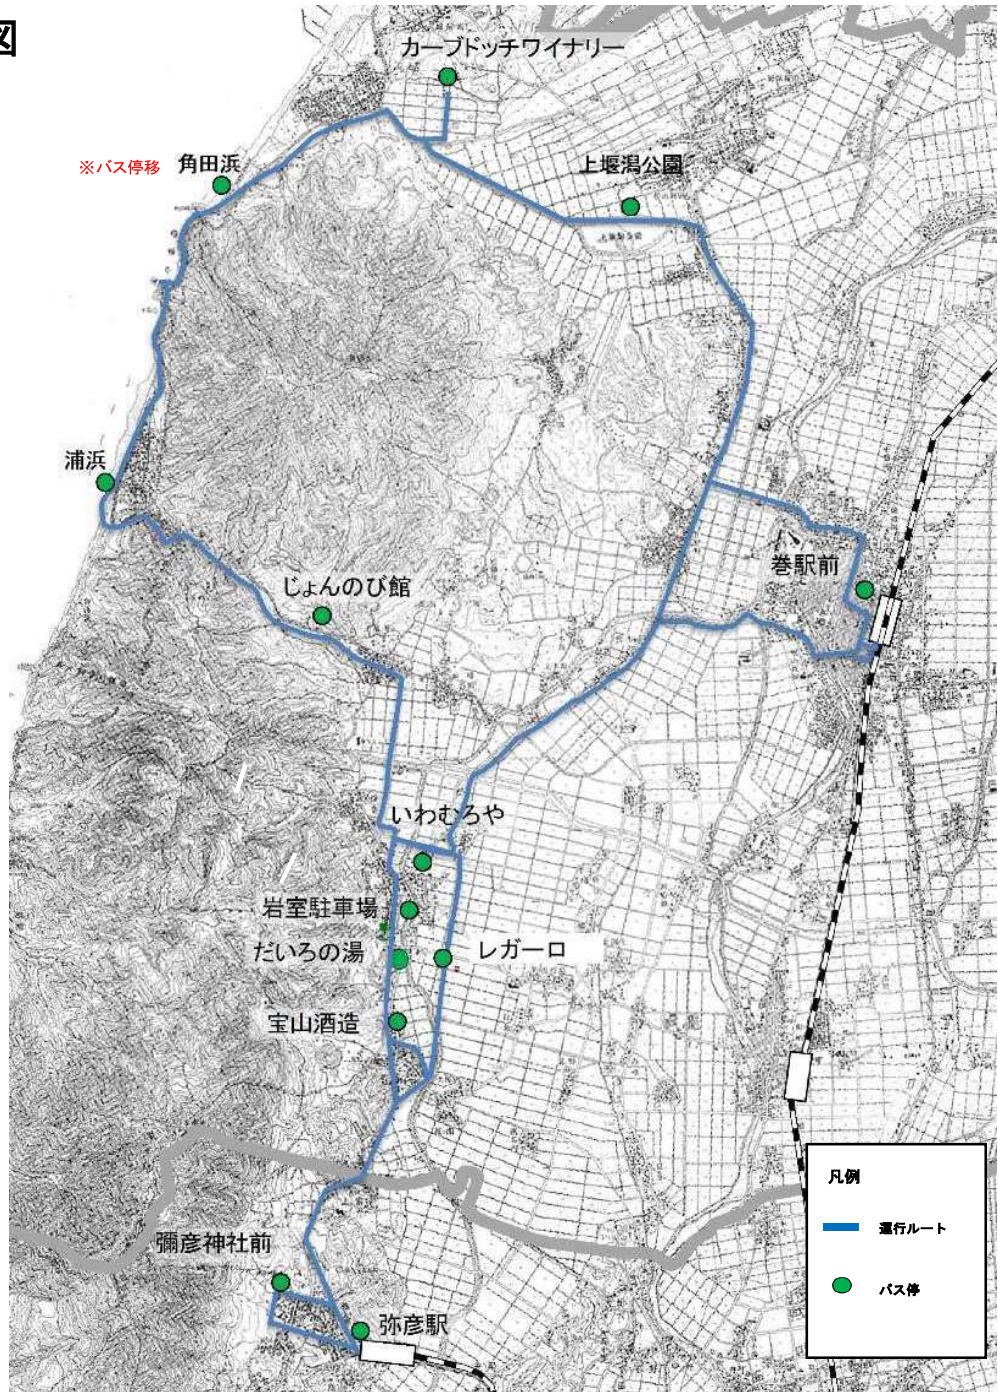 図
カーブドッチワイナリー
※バス停移
角田浜
上堰潟公園
浦浜
巻駅前
じょんのび館
いわむろや
岩室駐車場
だいろの湯
レガーロ
宝山酒造
彌彦神社前
弥彦駅
凡例
運行ルート
バス停